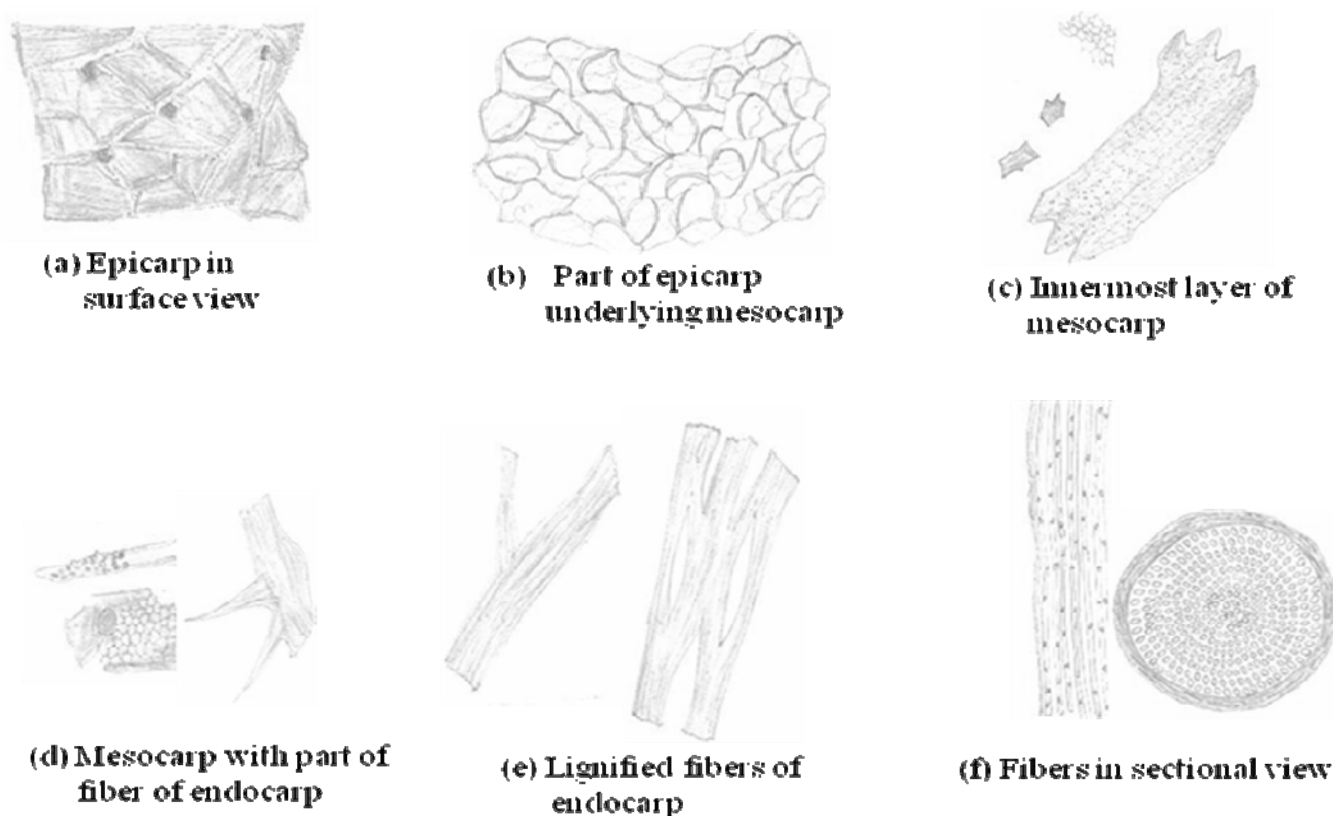 (a) Epicarp in
surface view
(b) Part of epicarp
underlying mesocarp
(c) Innermost layer of
mesocarp
(d) Mesocarp with part of
fiber of endocarp
(e) Lignified fibers of
endocarp
(f) Fibers in sectional view